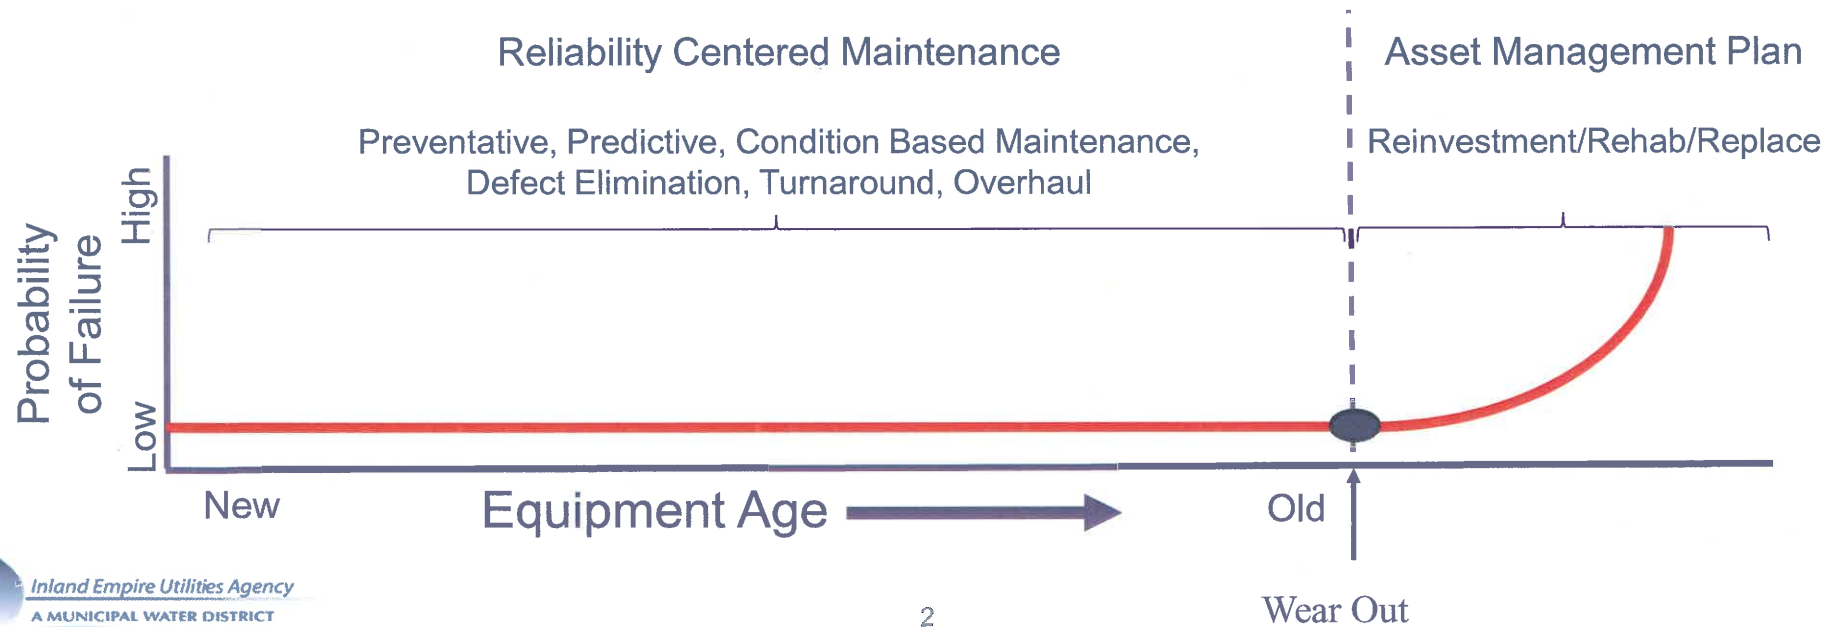 Reliability Centered Maintenance
Asset Management Plan
Preventative, Predictive, Condition Based Maintenance,
Defect Elimination, Turnaround, Overhaul
Reinvestment/Rehab/Replace
Probability
of Failure
High
Low
New
Equipment Age
Old
Wear Out
Inland Empire Utilities Agency
A MUNICIPAL WATER DISTRICT
2